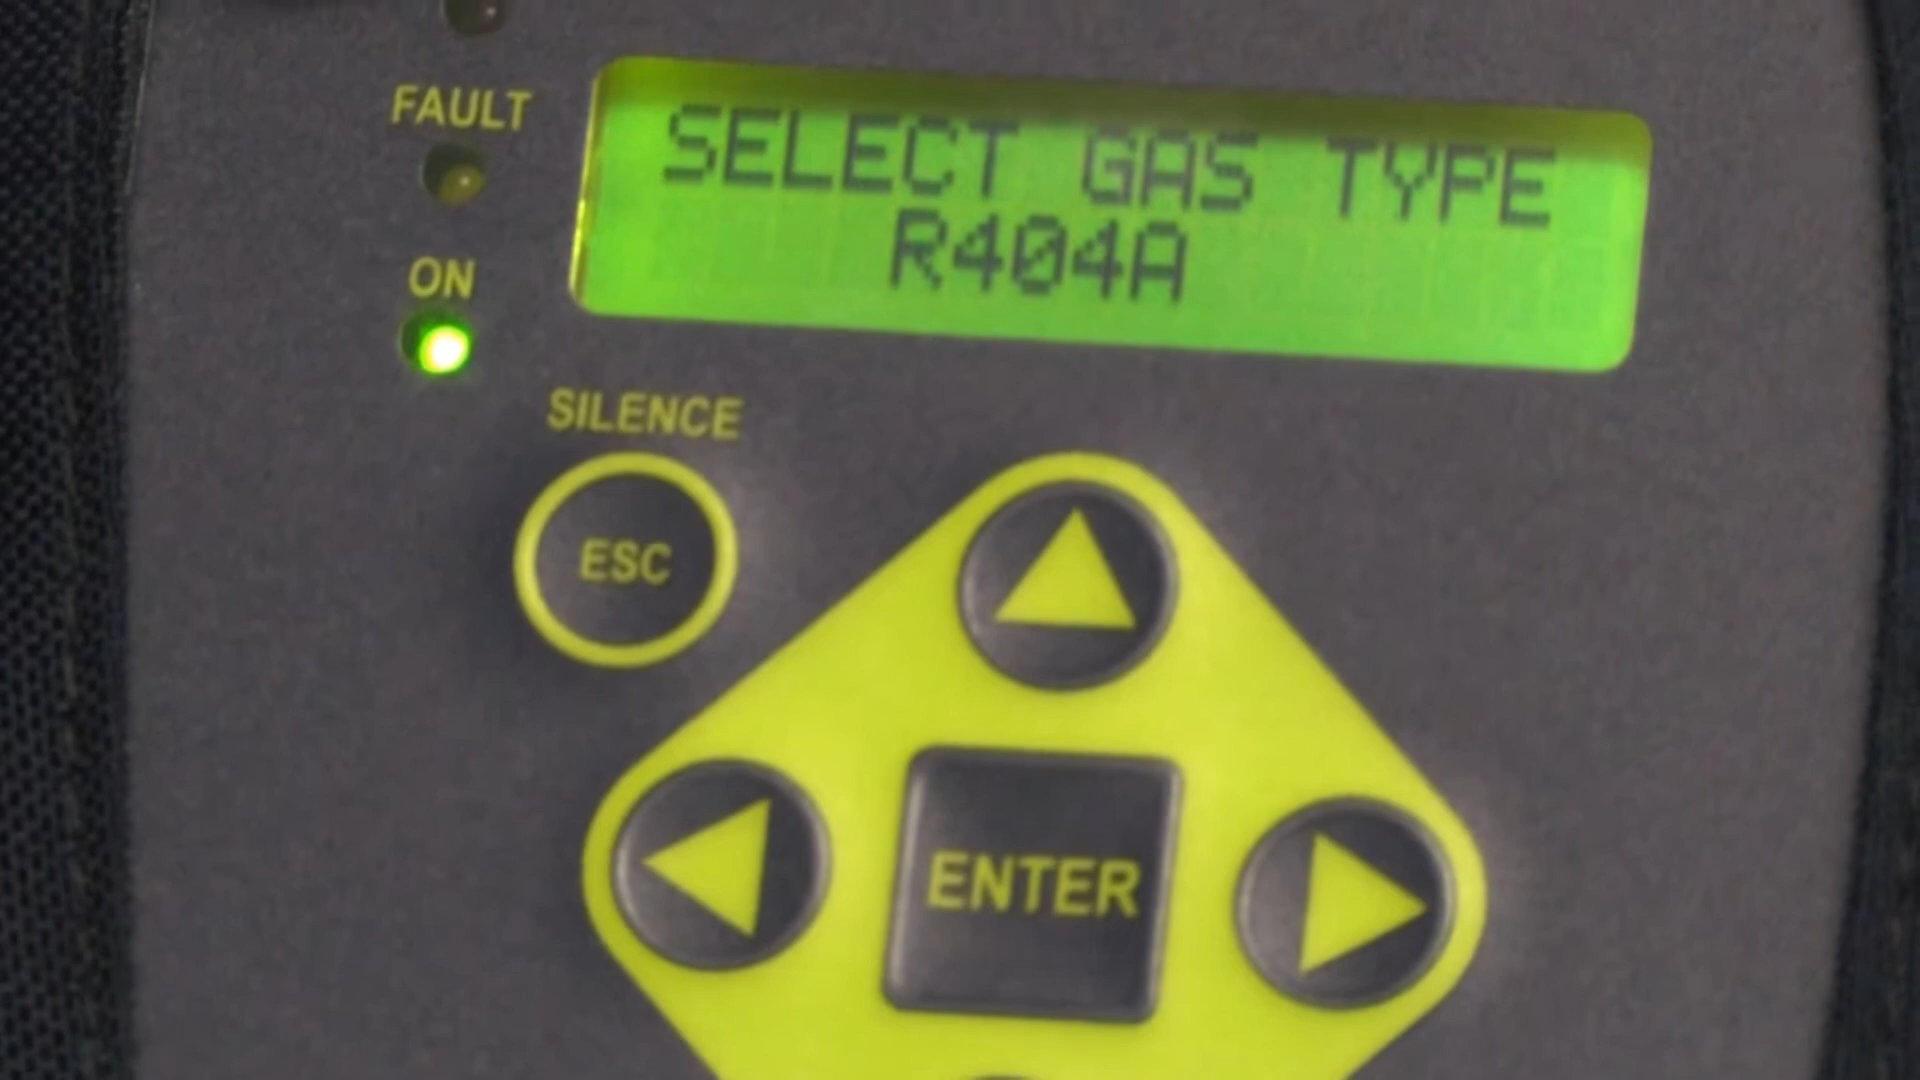 FAULT
SELECT GAS TYPE
R404A
ON
SILENCE
ESC
ENTER